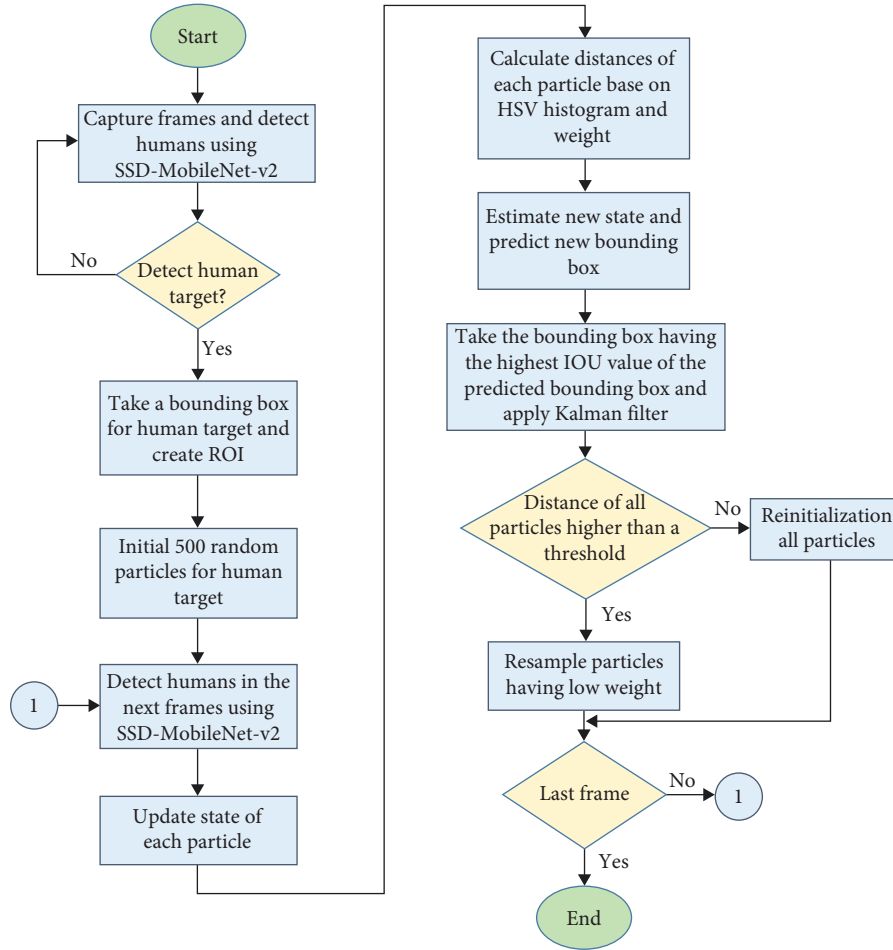 Start
Capture frames and detect
humans using
SSD-MobileNet-v2
No
Detect human
target?
Yes
Take a bounding box
for human target and
create ROI
Initial 500 random
particles for human
target
1
Detect humans in the
next frames using
SSD-MobileNet-v2
Update state of
each particle
Calculate distances of
each particle base on
HSV histogram and
weight
Estimate new state and
predict new bounding
box
Take the bounding box having
the highest IOU value of the
predicted bounding box and
apply Kalman filter
Distance of all
particles higher than a
threshold
No
Reinitialization
all particles
Yes
Resample particles
having low weight
Last frame
No
1
Yes
End